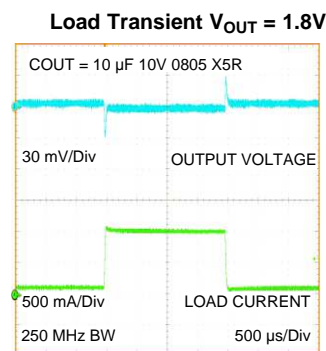 Load Transient VOUT = 1.8V
COUT = 10 µF 10V 0805 X5R
30 mV/Div OUTPUT VOLTAGE
500 mA/Div LOAD CURRENT
250 MHz BW 500 µs/Div